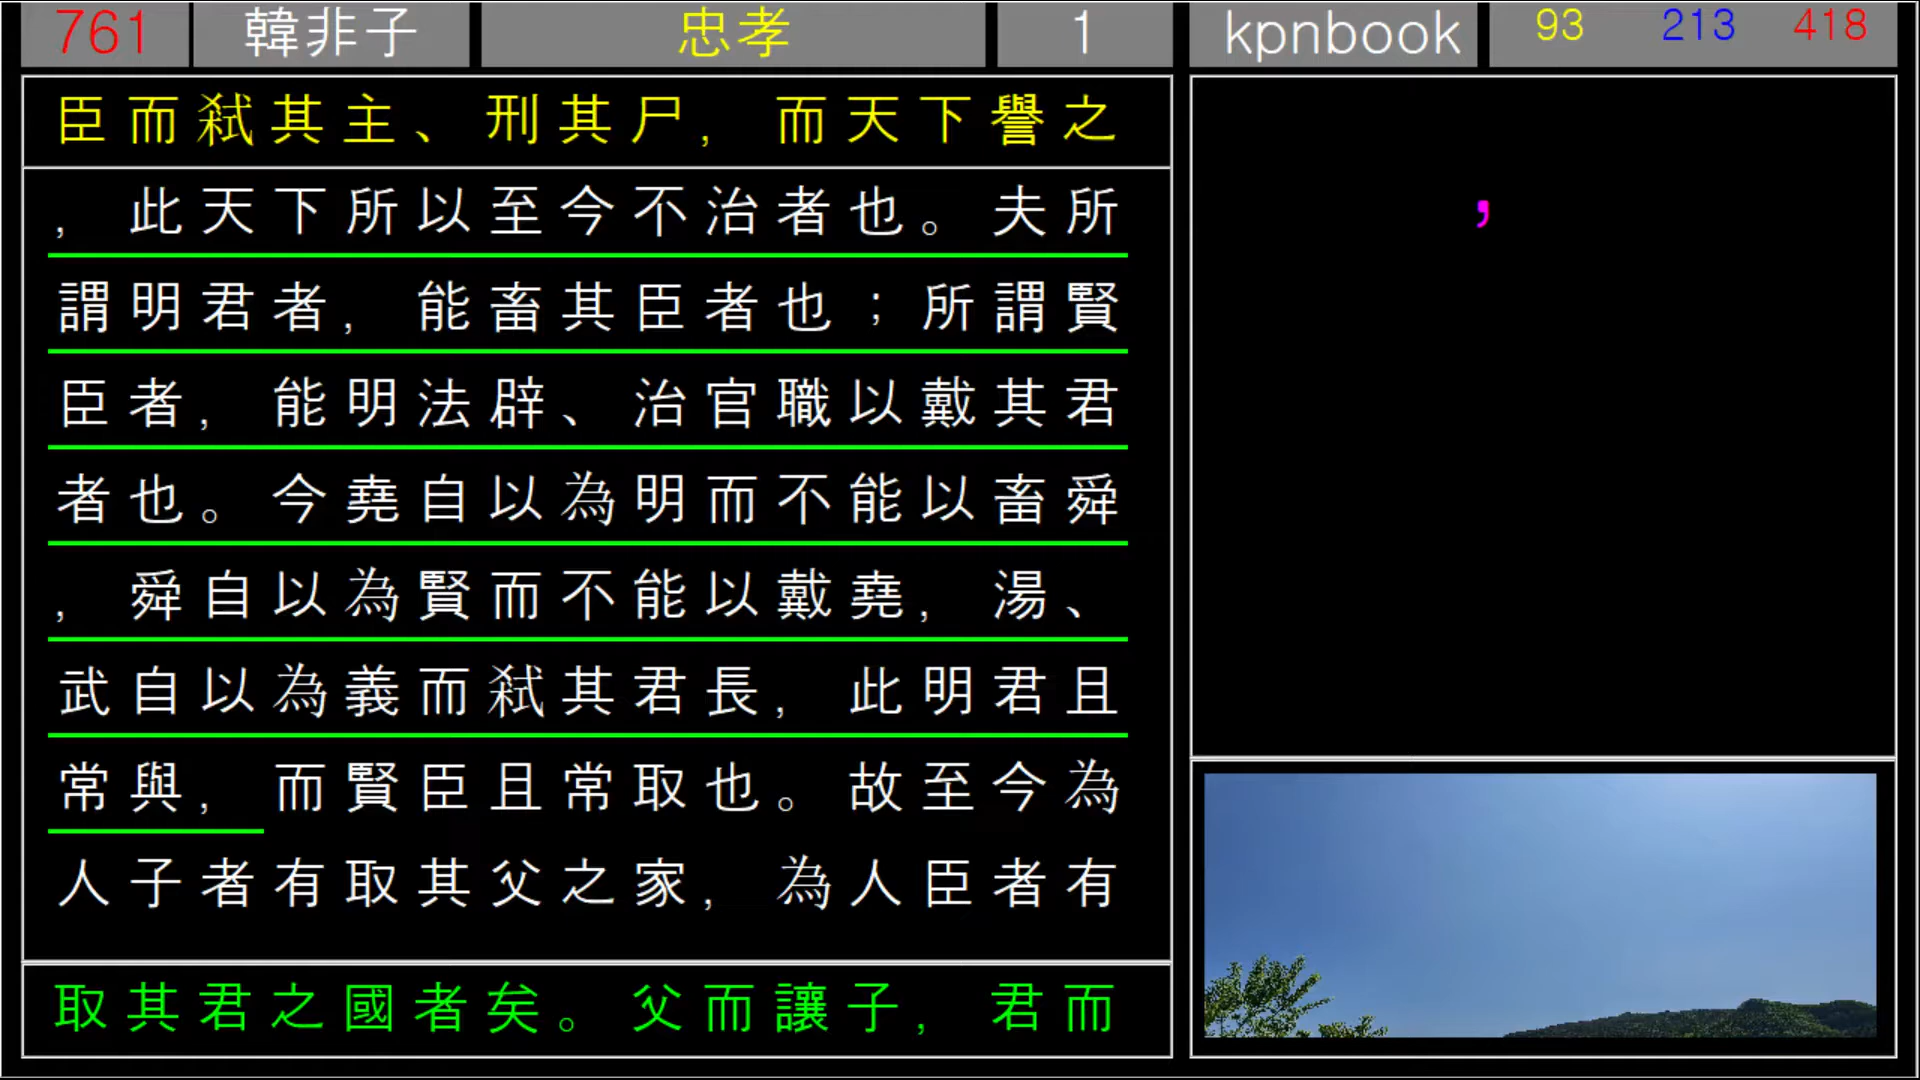 761 韓非子 忠孝 1 kpnbook 93 213 418
臣而弑其主、刑其尸，而天下譽之
，此天下所以至今不治者也。夫所
謂明君者，能畜其臣者也；所謂賢
臣者，能明法辟、治官職以戴其君
者也。今堯自以為明而不能以畜舜
，舜自以為賢而不能以戴堯，湯、
武自以為義而弑其君長，此明君且
常與，而賢臣且常取也。故至今為
人子者有取其父之家，為人臣者有
取其君之國者矣。父而讓子，君而
，